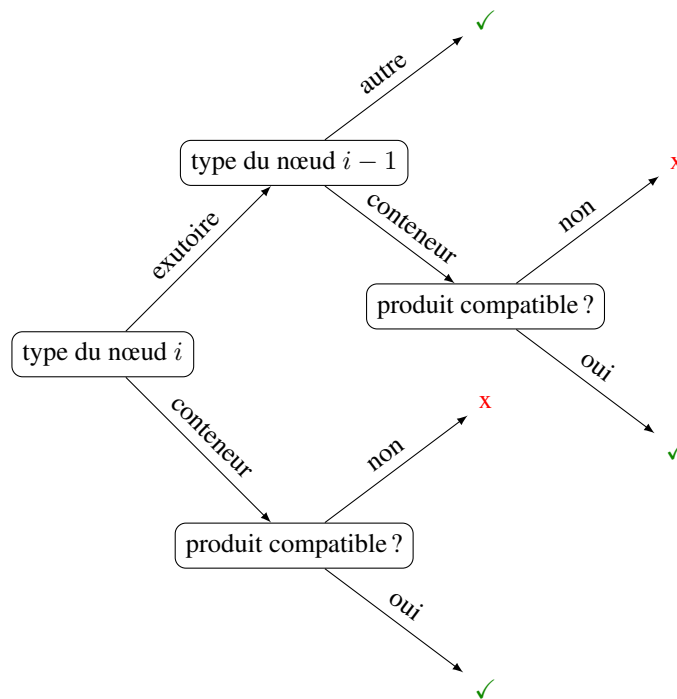 ✓
autre
type du nœud i − 1
x
non
conteneur
exutoire
produit compatible ?
type du nœud i
oui
x
conteneur
non
✓
produit compatible ?
oui
✓